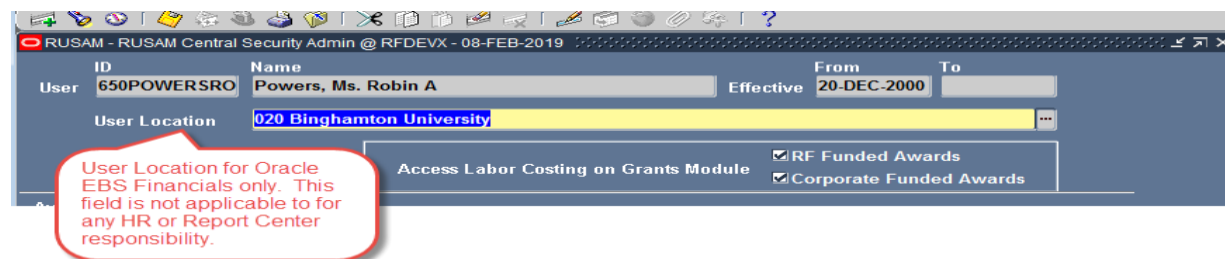 RUSAM - RUSAM Central Security Admin @ RFDEVX - 08-FEB-2019
ID Name From To
User 650POWERSRO Powers, Ms. Robin A Effective 20-DEC-2000
User Location 020 Binghamton University
Access Labor Costing on Grants Module
RF Funded Awards
Corporate Funded Awards
User Location for Oracle
EBS Financials only. This
field is not applicable to for
any HR or Report Center
responsibility.